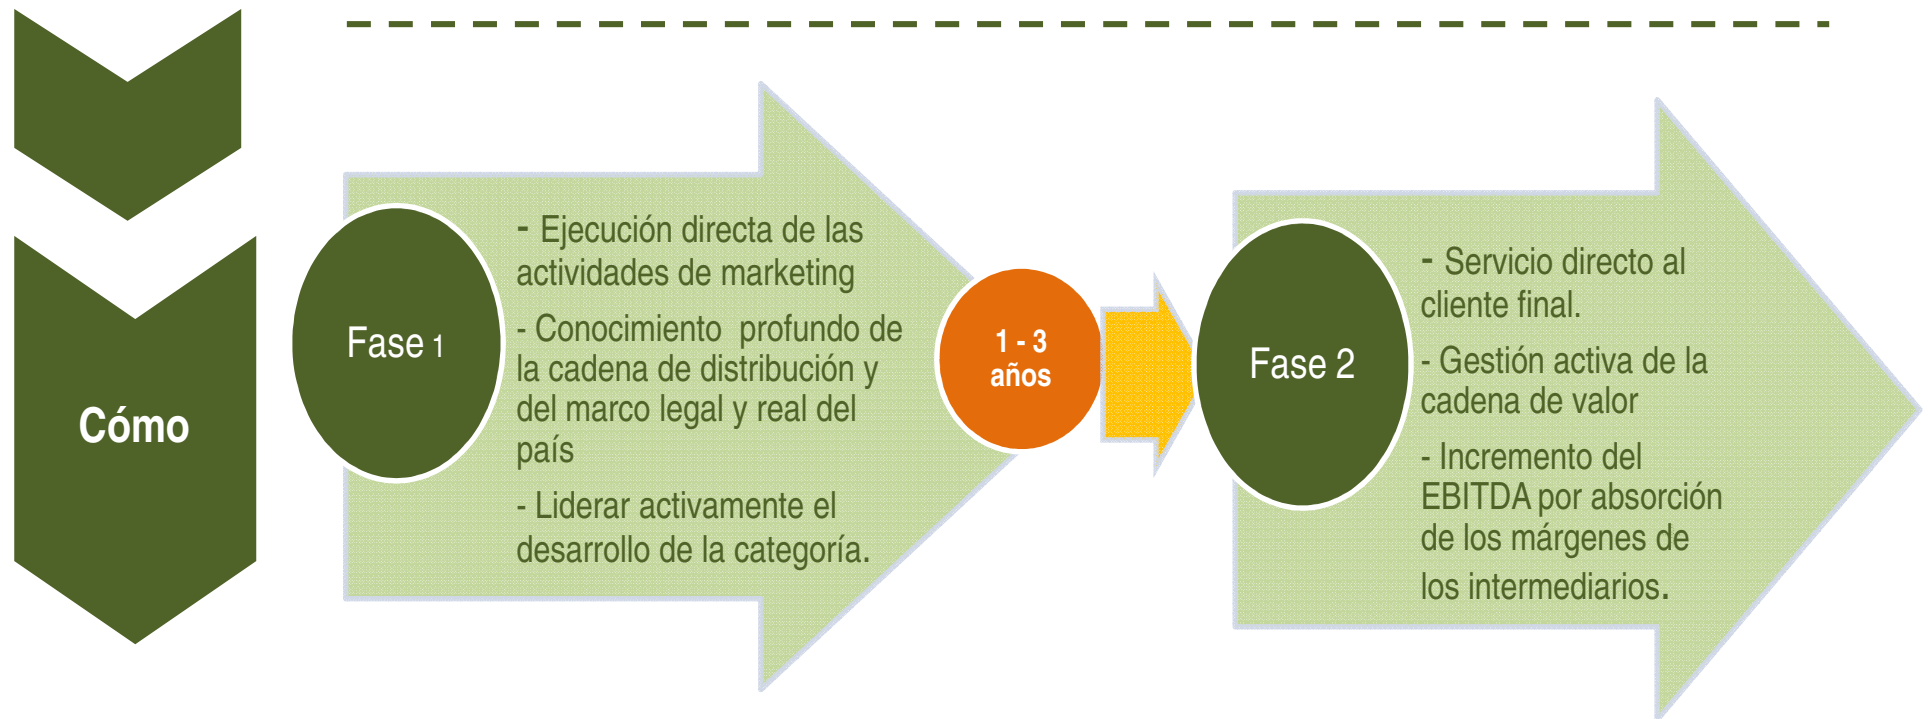 Cómo
Fase 1
- Ejecución directa de las
actividades de marketing
- Conocimiento profundo de
la cadena de distribución y
del marco legal y real del
país
- Liderar activamente el
desarrollo de la categoría.
1 - 3
años
Fase 2
- Servicio directo al
cliente final.
- Gestión activa de la
cadena de valor
- Incremento del
EBITDA por absorción
de los márgenes de
los intermediarios.